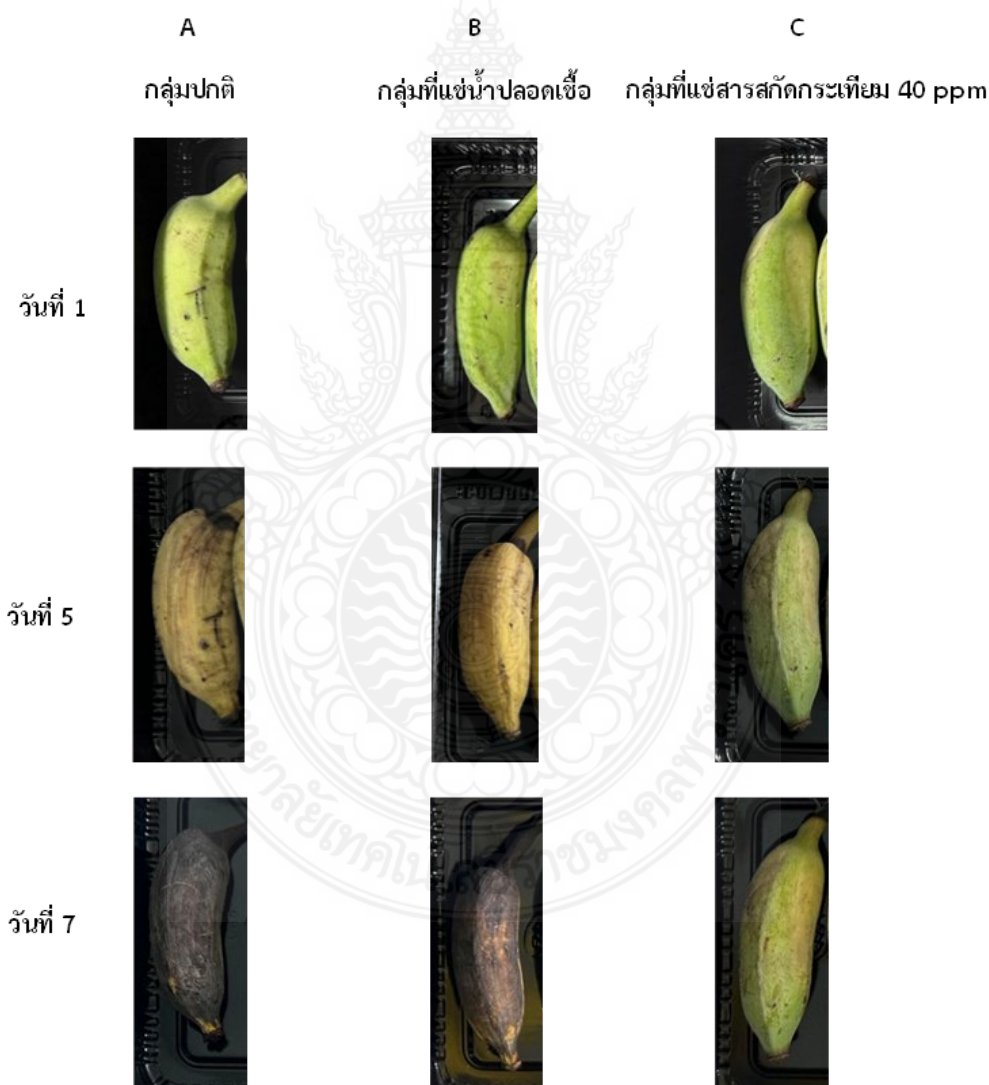 A B C
กลุ่มปกติ กลุ่มที่แช่น้ำปลอดเชื้อ กลุ่มที่แช่สารสกัดกระเทียม 40 ppm
วันที่ 1
วันที่ 5
วันที่ 7